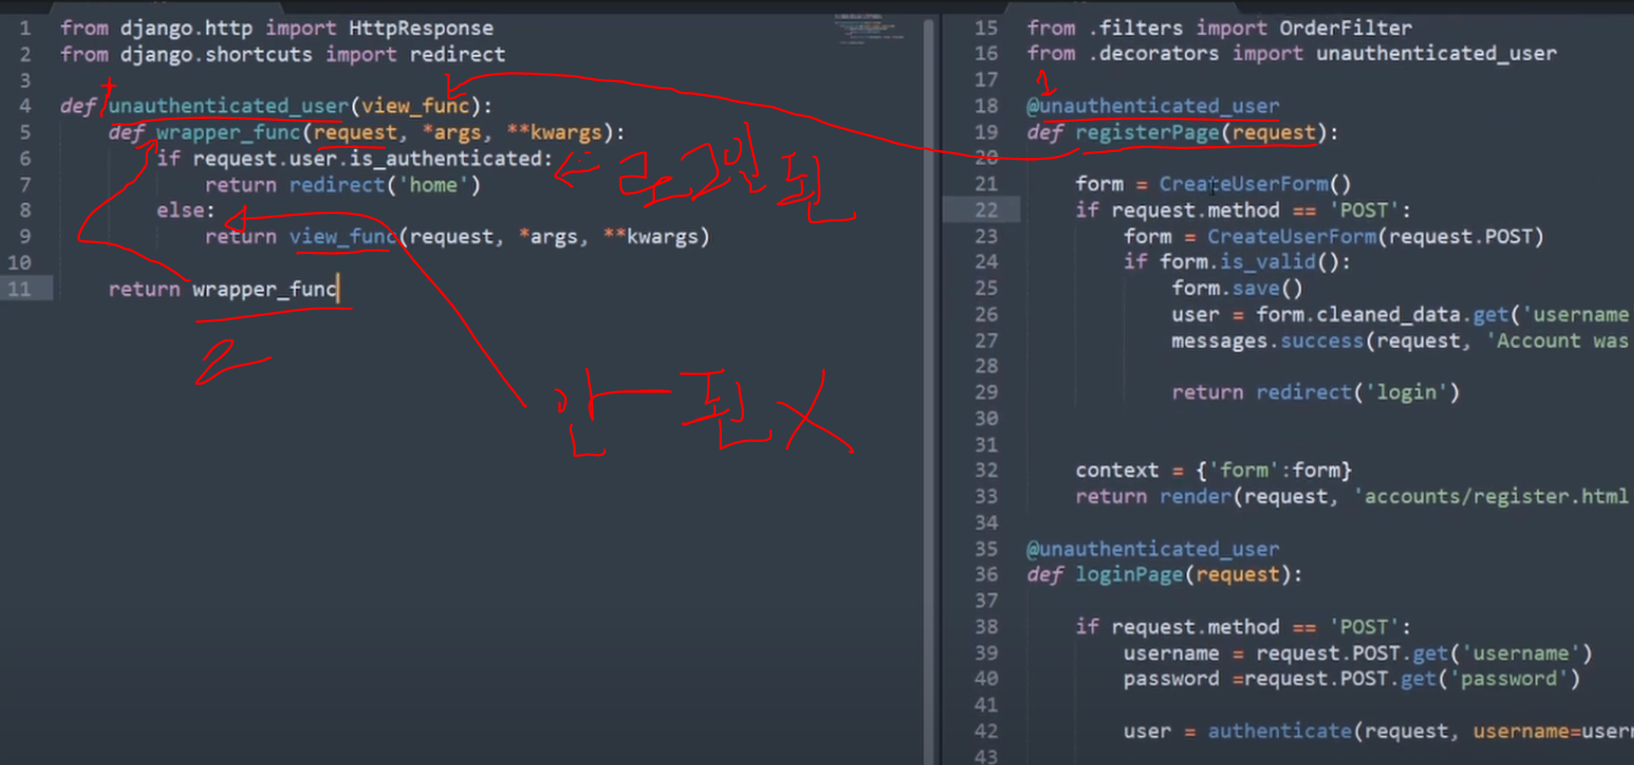 1 from django.http import HttpResponse
2 from django.shortcuts import redirect
3
4 def unauthenticated_user(view_func):
5 def wrapper_func(request, *args, **kwargs):
6 if request.user.is_authenticated:
7 return redirect('home')
8 else:
9 return view_func(request, *args, **kwargs)
10
11 return wrapper_func
로그인 된
2
안 된 X
15 from .filters import OrderFilter
16 from .decorators import unauthenticated_user
17
1
18 @unauthenticated_user
19 def registerPage(request):
20
21 form = CreateUserForm()
22 if request.method == 'POST':
23 form = CreateUserForm(request.POST)
24 if form.is_valid():
25 form.save()
26 user = form.cleaned_data.get('username
27 messages.success(request, 'Account was
28
29 return redirect('login')
30
31
32 context = {'form':form}
33 return render(request, 'accounts/register.html
34
35 @unauthenticated_user
36 def loginPage(request):
37
38 if request.method == 'POST':
39 username = request.POST.get('username')
40 password =request.POST.get('password')
41
42 user = authenticate(request, username=user
43